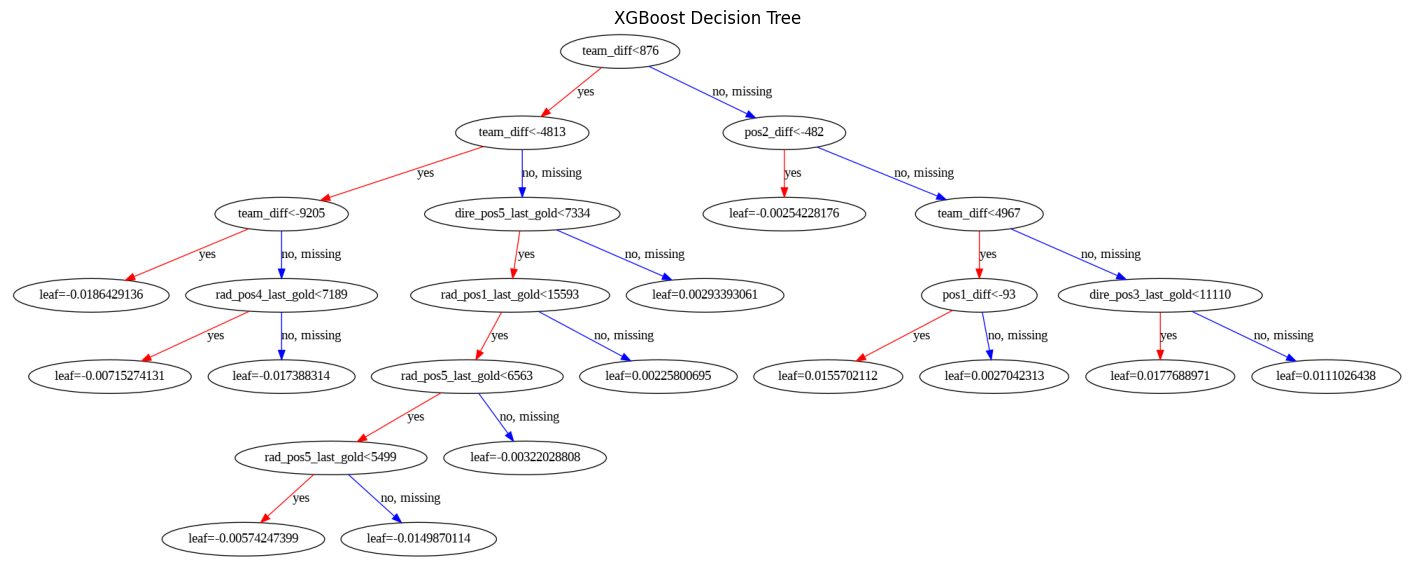 XGBoost Decision Tree
team_diff<876
yes
no, missing
team_diff<-4813
pos2_diff<-482
yes
no, missing
yes
no, missing
team_diff<-9205
dire_pos5_last_gold<7334
leaf=-0.00254228176
team_diff<4967
yes
no, missing
yes
no, missing
yes
no, missing
leaf=-0.0186429136
rad_pos4_last_gold<7189
rad_pos1_last_gold<15593
leaf=0.00293393061
pos1_diff<-93
dire_pos3_last_gold<11110
yes
no, missing
yes
no, missing
yes
no, missing
yes
no, missing
leaf=-0.00715274131
leaf=-0.017388314
rad_pos5_last_gold<6563
leaf=0.00225800695
leaf=0.0155702112
leaf=0.0027042313
leaf=0.0177688971
leaf=0.0111026438
yes
no, missing
rad_pos5_last_gold<5499
leaf=-0.00322028808
yes
no, missing
leaf=-0.00574247399
leaf=-0.0149870114